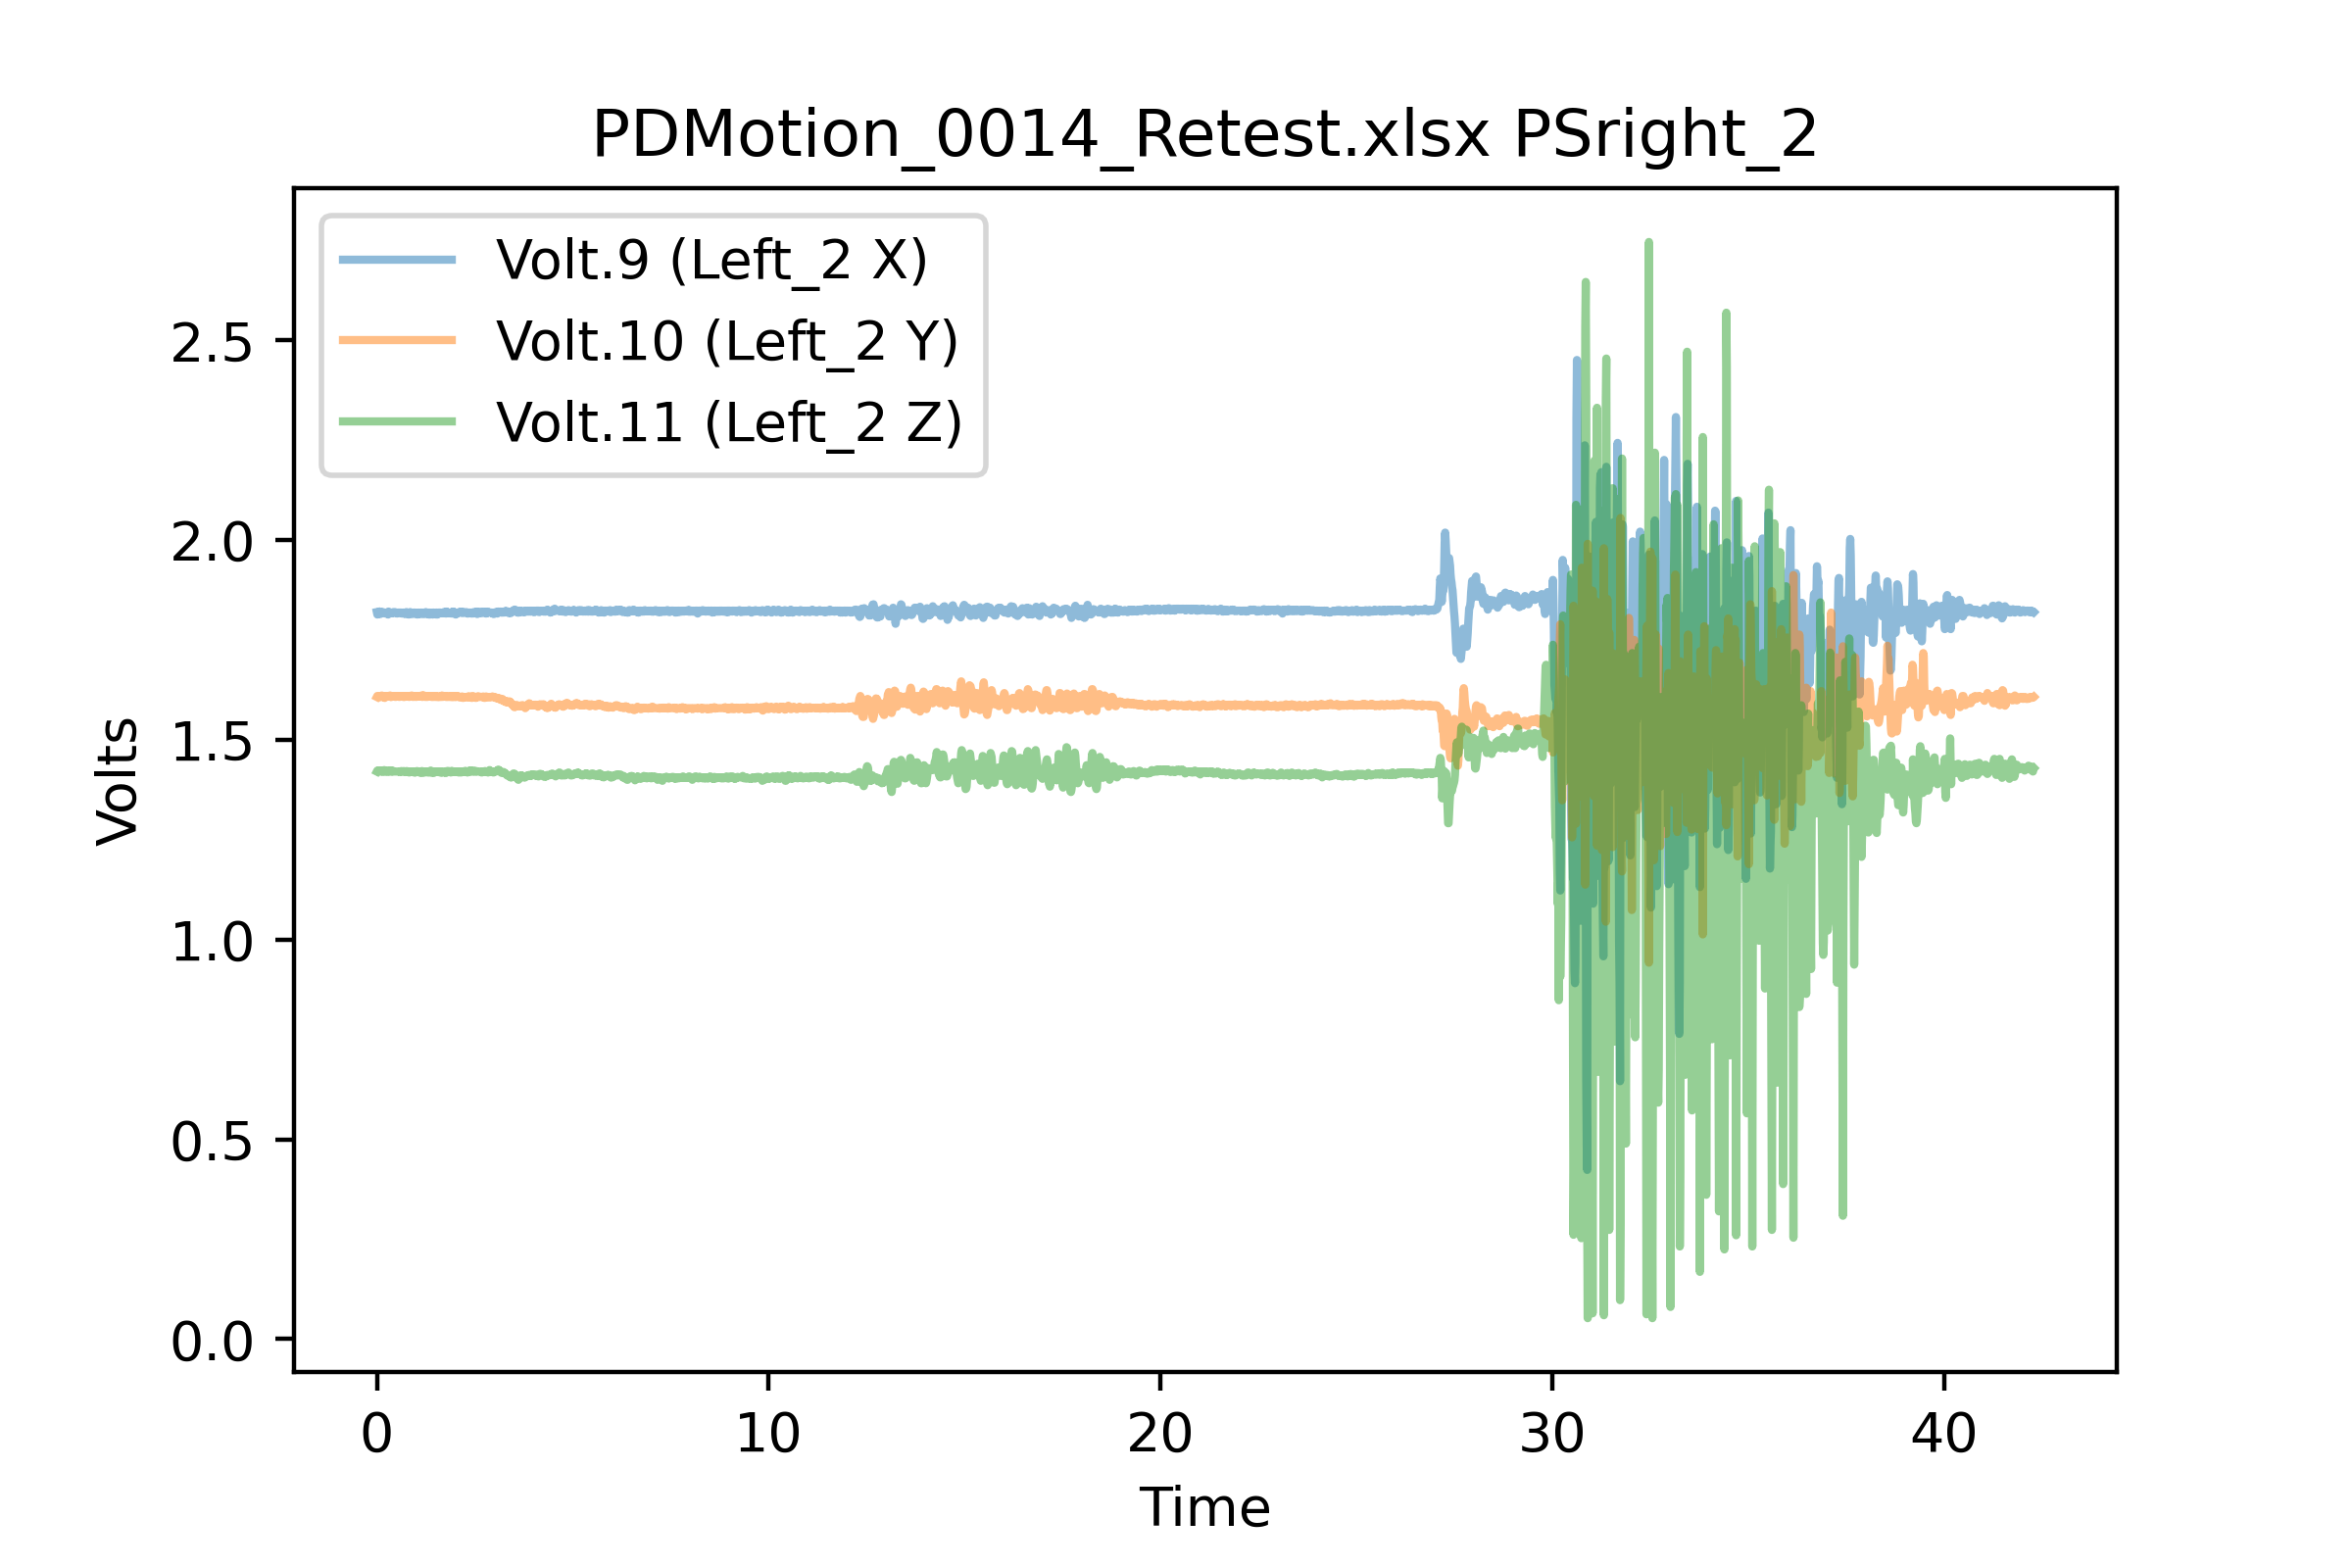 PDMotion_0014_Retest.xlsx PSright_2
Volt.9 (Left_2 X)
Volt.10 (Left_2 Y)
Volt.11 (Left_2 Z)
2.5
2.0
1.5
1.0
0.5
0.0
Volts
0 10 20 30 40
Time